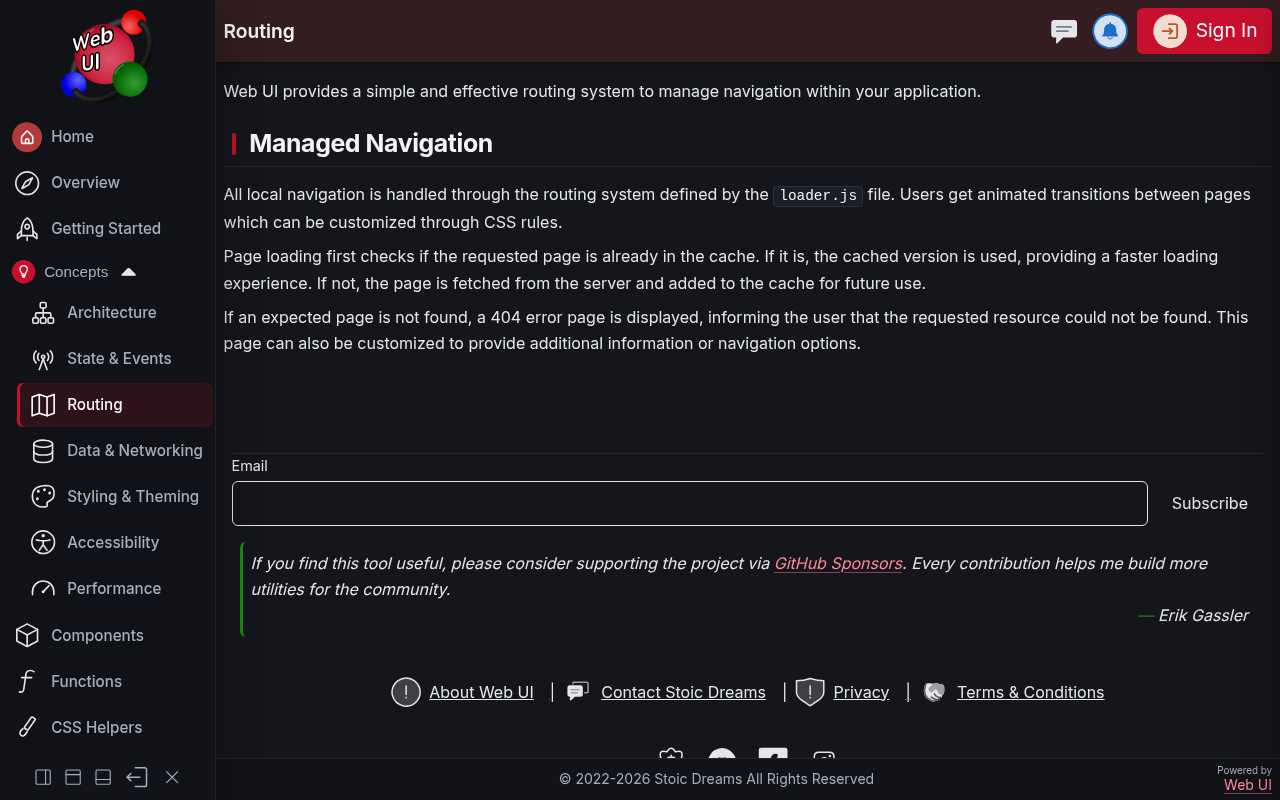 Web UI
Home
Overview
Getting Started
Concepts
Architecture
State & Events
Routing
Data & Networking
Styling & Theming
Accessibility
Performance
Components
Functions
CSS Helpers
Routing
Sign In
Web UI provides a simple and effective routing system to manage navigation within your application.
Managed Navigation
All local navigation is handled through the routing system defined by the loader.js file. Users get animated transitions between pages
which can be customized through CSS rules.
Page loading first checks if the requested page is already in the cache. If it is, the cached version is used, providing a faster loading
experience. If not, the page is fetched from the server and added to the cache for future use.
If an expected page is not found, a 404 error page is displayed, informing the user that the requested resource could not be found. This
page can also be customized to provide additional information or navigation options.
Email
Subscribe
If you find this tool useful, please consider supporting the project via GitHub Sponsors. Every contribution helps me build more
utilities for the community.
— Erik Gassler
About Web UI | Contact Stoic Dreams | Privacy | Terms & Conditions
© 2022-2026 Stoic Dreams All Rights Reserved
Powered by
Web UI